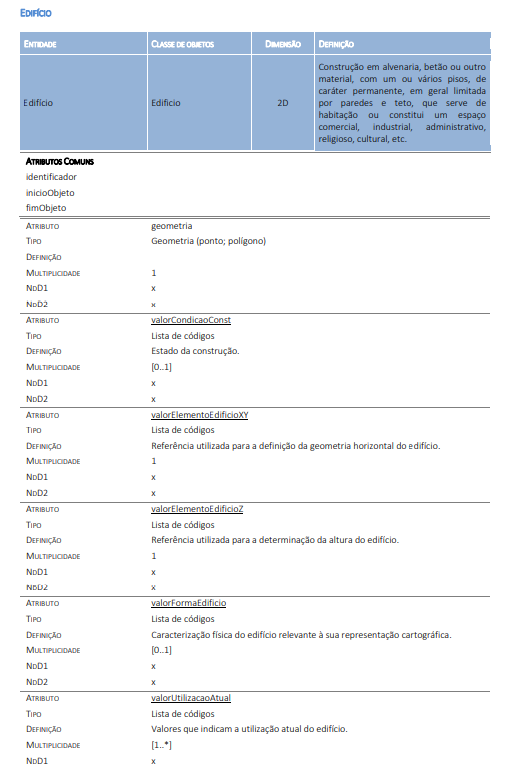 EDIFÍCIO
ENTIDADE CLASSE DE OBJETOS DIMENSÃO DEFINIÇÃO
Edifício Edifício 2D Construção em alvenaria, betão ou outro
material, com um ou vários pisos, de
caráter permanente, em geral limitada
por paredes e teto, que serve de
habitação ou constitui um espaço
comercial, industrial, administrativo,
religioso, cultural, etc.
ATRIBUTOS COMUNS
identificador
inicioObjeto
fimObjeto
ATRIBUTO geometria
TIPO Geometria (ponto; polígono)
DEFINIÇÃO
MULTIPLICIDADE 1
NDD1 x
NDD2 x
ATRIBUTO valorCondicaoConst
TIPO Lista de códigos
DEFINIÇÃO Estado da construção.
MULTIPLICIDADE [0..1]
NDD1 x
NDD2 x
ATRIBUTO valorElementoEdificioXY
TIPO Lista de códigos
DEFINIÇÃO Referência utilizada para a definição da geometria horizontal do edifício.
MULTIPLICIDADE 1
NDD1 x
NDD2 x
ATRIBUTO valorElementoEdificioZ
TIPO Lista de códigos
DEFINIÇÃO Referência utilizada para a determinação da altura do edifício.
MULTIPLICIDADE 1
NDD1 x
NDD2 x
ATRIBUTO valorFormaEdificio
TIPO Lista de códigos
DEFINIÇÃO Caracterização física do edifício relevante à sua representação cartográfica.
MULTIPLICIDADE [0..1]
NDD1 x
NDD2 x
ATRIBUTO valorUtilizacaoAtual
TIPO Lista de códigos
DEFINIÇÃO Valores que indicam a utilização atual do edifício.
MULTIPLICIDADE [1..*]
NDD1 x